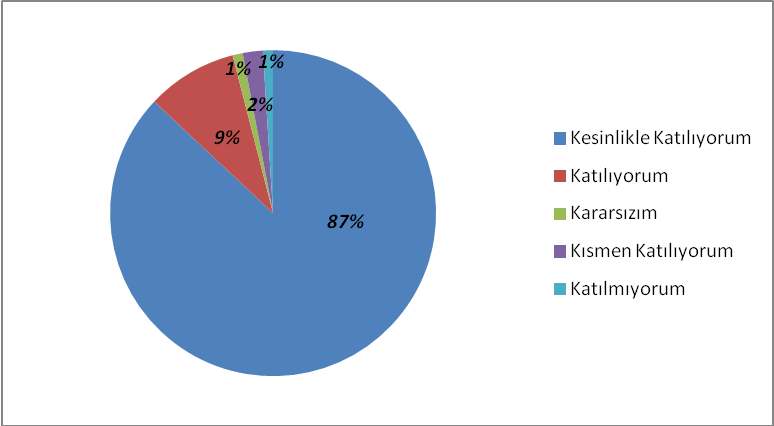 1%
1%
2%
9%
87%
Kesinlikle Katılıyorum
Katılıyorum
Kararsızım
Kısmen Katılıyorum
Katılmıyorum